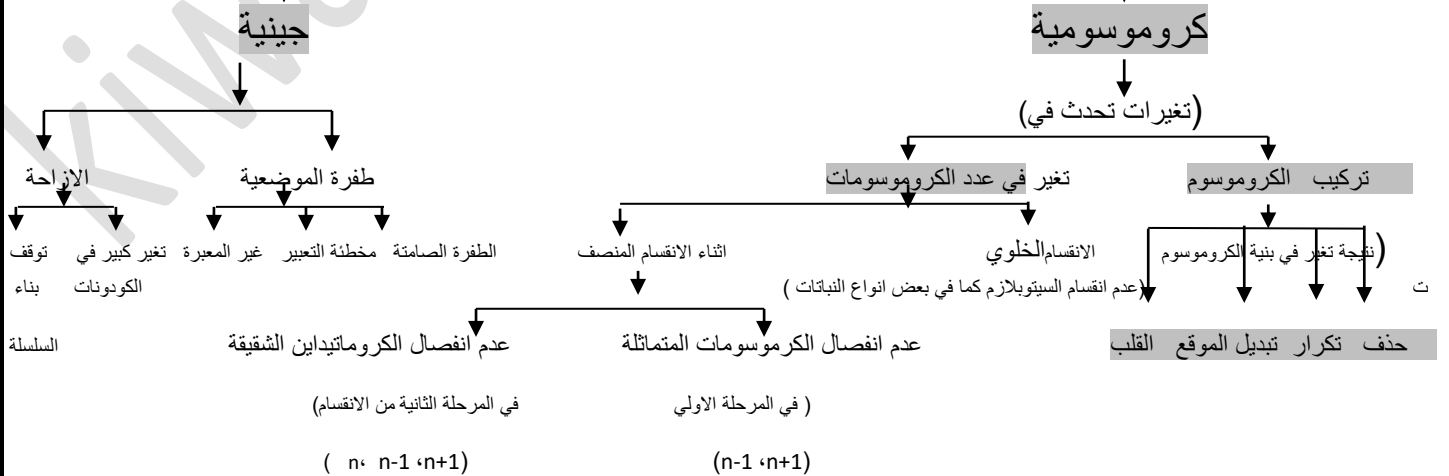 كروموسومية جينية
(تغيرات تحدث في)
تركيب الكروموسوم تغير في عدد الكروموسومات طفرة الموضعية الازاحة
(نتيجة تغير في بنية الكروموسوم الانقسام الخلوي اثناء الانقسام المنصف الطفرة الصامتة مخطئة التعبير غير المعبرة تغير كبير في توقف
ت (عدم انقسام السيتوبلازم كما في بعض انواع النباتات ) الكودونات بناء
حذف تكرار تبديل الموقع القلب عدم انفصال الكرموسومات المتماثلة عدم انفصال الكروماتيداين الشقيقة السلسلة
( في المرحلة الاولي في المرحلة الثانية من الانقسام)
(n-1 ،n+1) ( n، n-1 ،n+1)